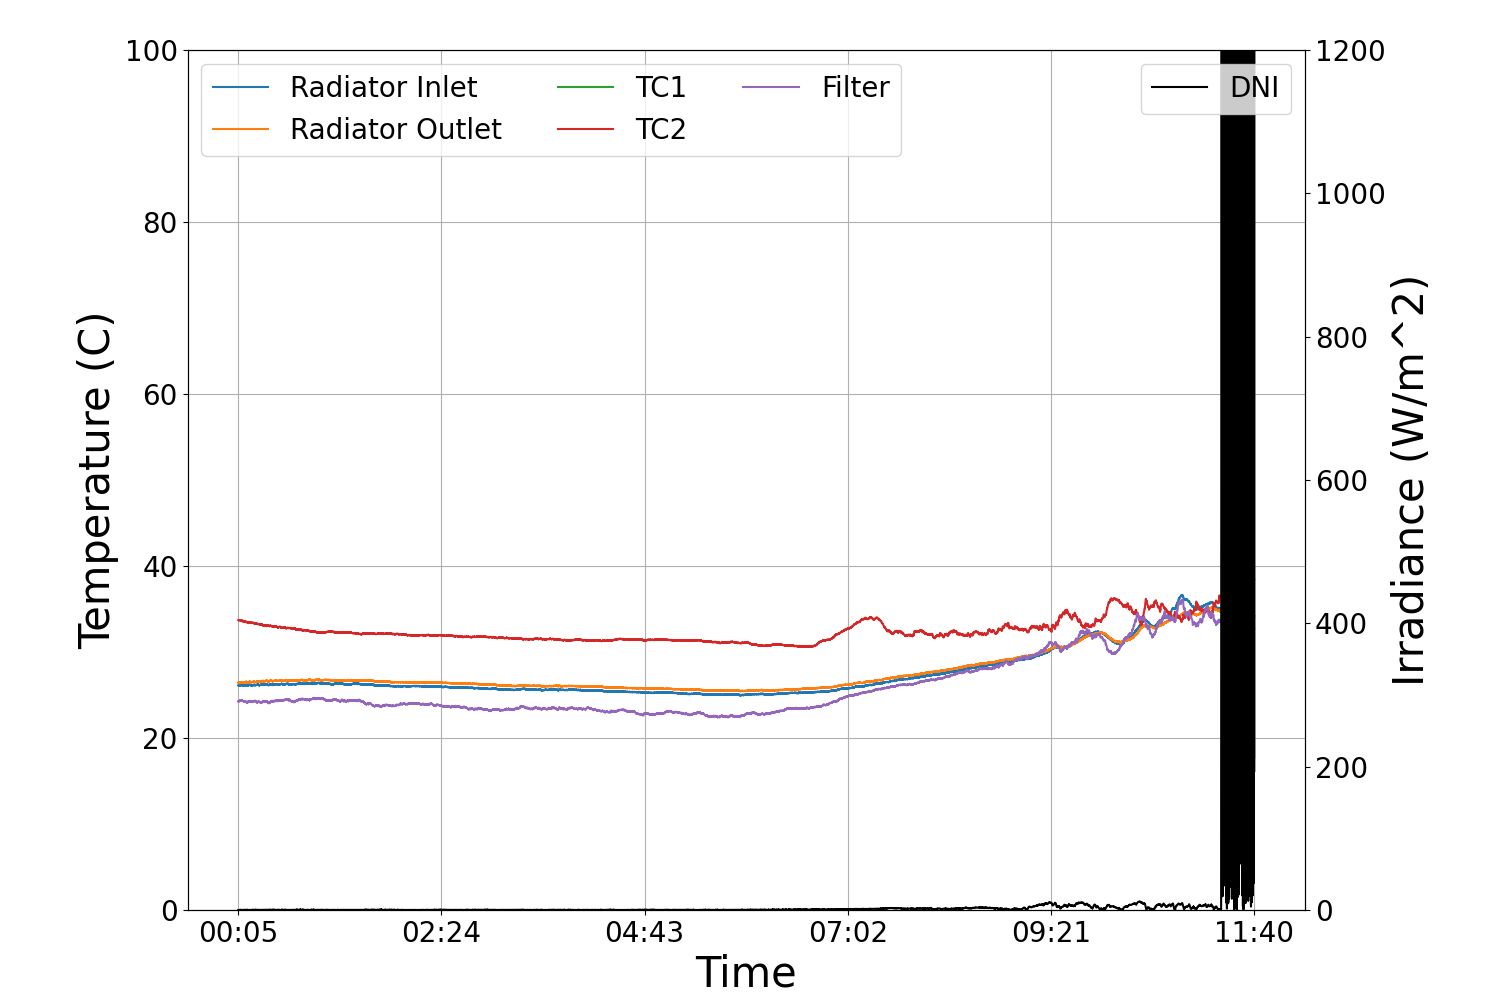 Radiator Inlet
Radiator Outlet
TC1
TC2
Filter
DNI
100
80
60
40
20
0
Temperature (C)
1200
1000
800
600
400
200
0
Irradiance (W/m^2)
00:05 02:24 04:43 07:02 09:21 11:40
Time